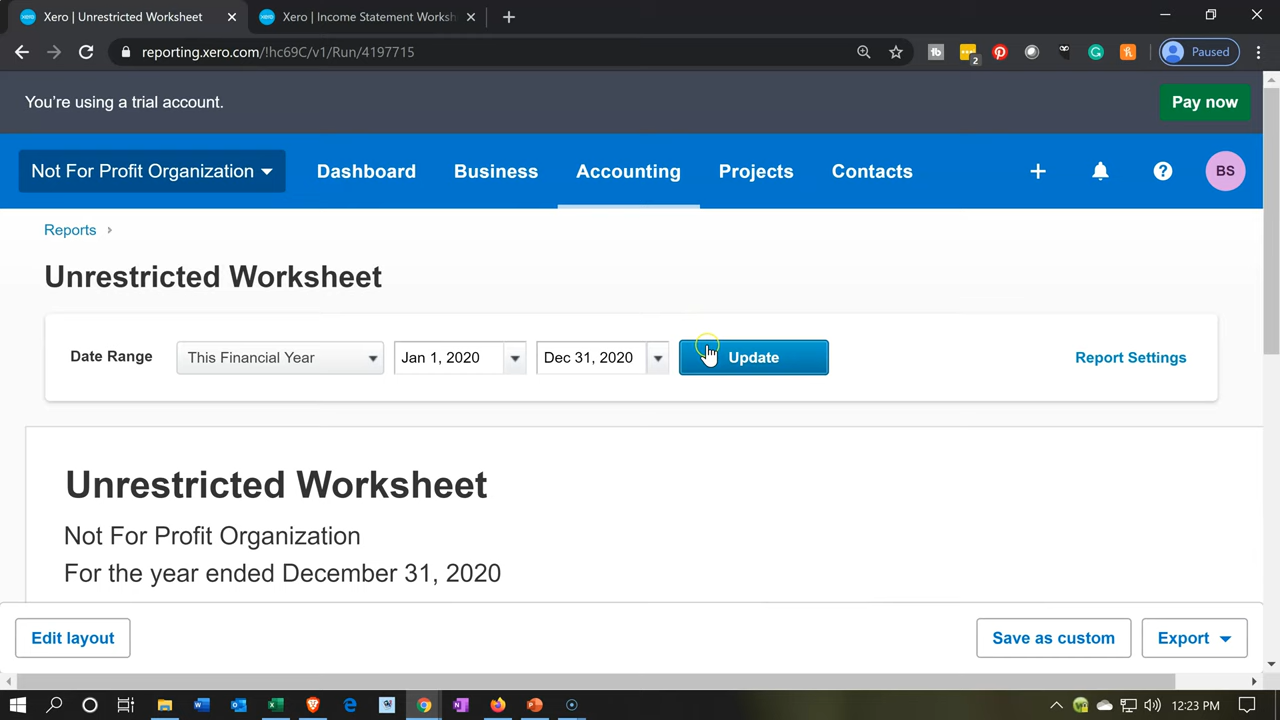 Xero | Unrestricted Worksheet
Xero | Income Statement Worksh
reporting.xero.com/!hc69C/v1/Run/4197715
2
Paused
You're using a trial account.
Pay now
Not For Profit Organization
Dashboard
Business
Accounting
Projects
Contacts
BS
Reports
Unrestricted Worksheet
Date Range
This Financial Year
Jan 1, 2020
Dec 31, 2020
Update
Report Settings
Unrestricted Worksheet
Not For Profit Organization
For the year ended December 31, 2020
Edit layout
Save as custom
Export
12:23 PM